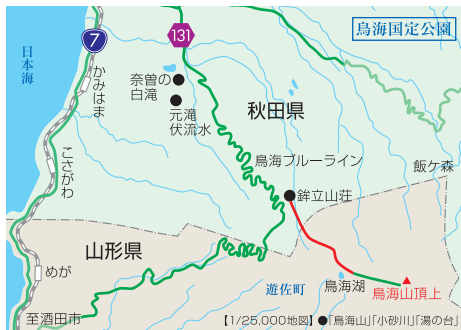 鳥海国定公園
7
131
日本海
かみはま
奈曽の
白滝
元滝
伏流水
秋田県
こさがわ
鳥海ブルーライン
飯ケ森
鉾立山荘
山形県
めが
遊佐町
鳥海湖
鳥海山頂上
至酒田市
【1/25,000地図】●「鳥海山」「小砂川」「湯の台」